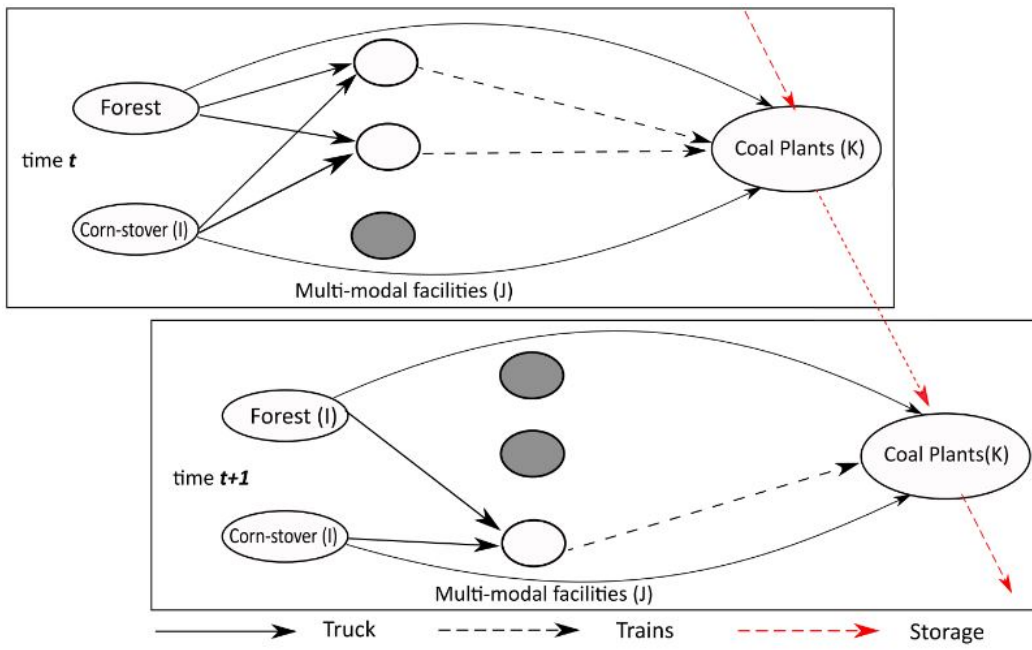 Forest
time t
Coal Plants (K)
Corn-stover (I)
Multi-modal facilities (J)
Forest (I)
time t+1
Coal Plants(K)
Corn-stover (I)
Multi-modal facilities (J)
Truck
Trains
Storage